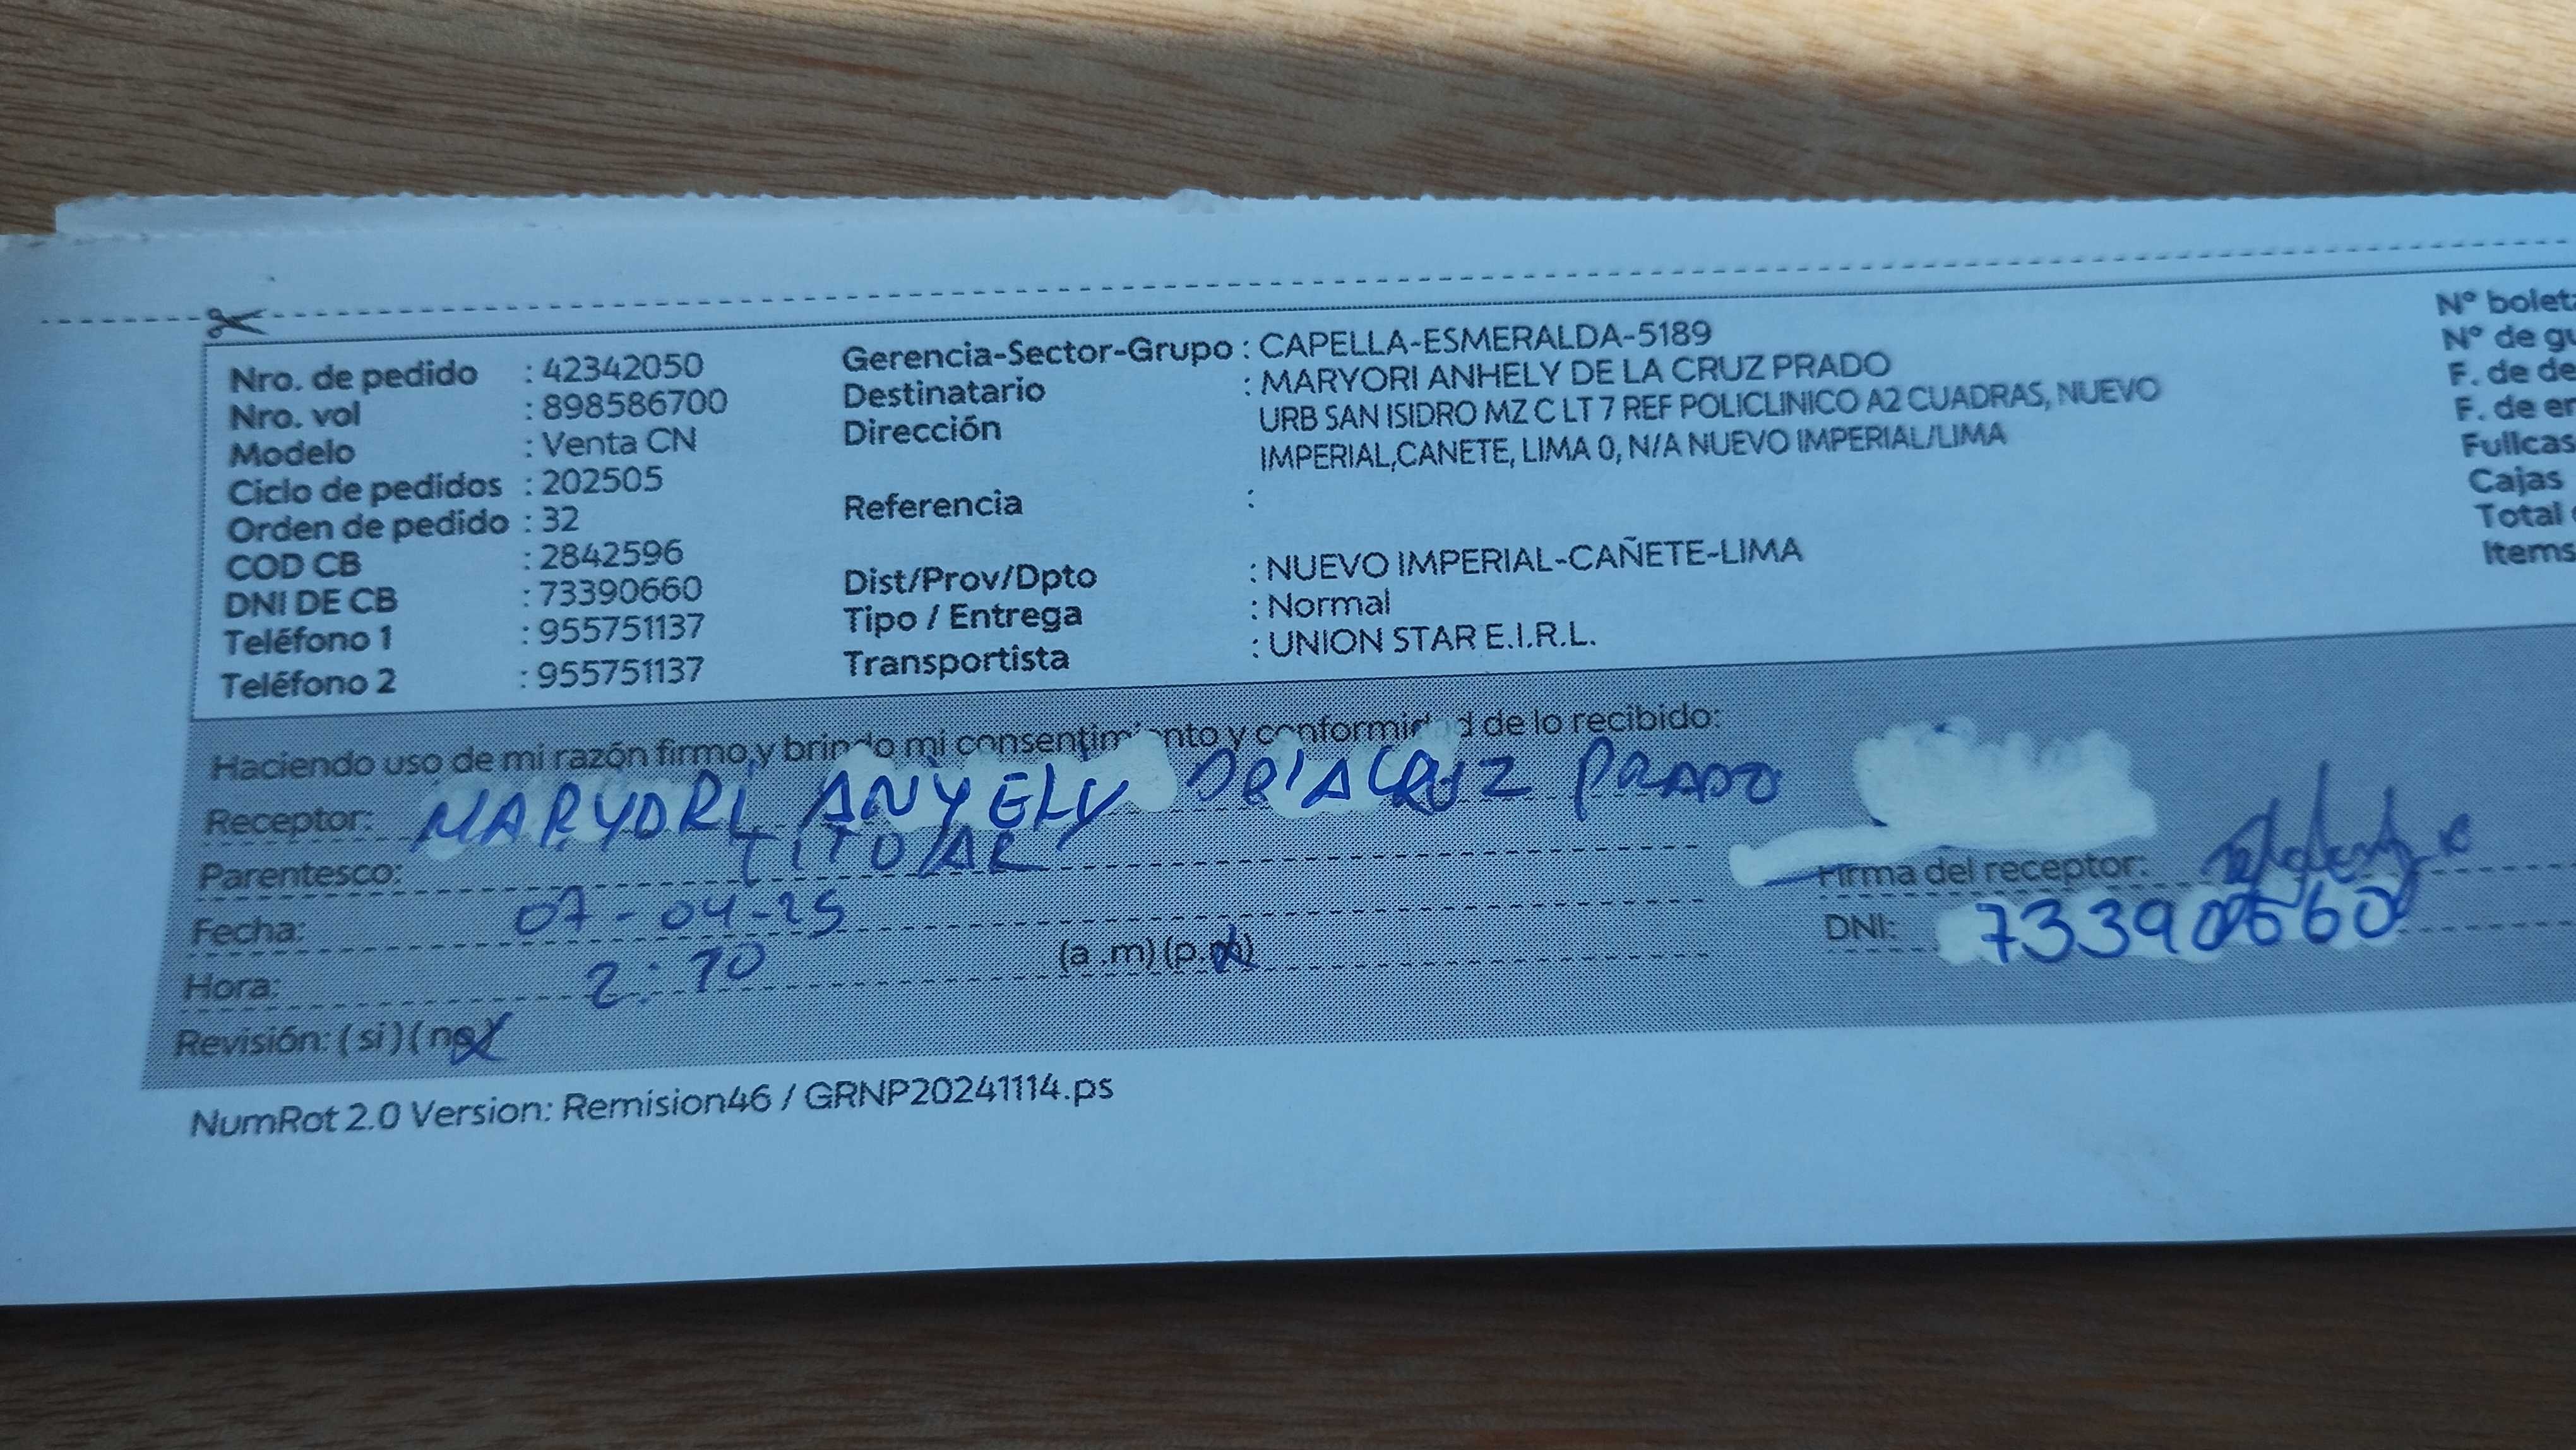 Nro. de pedido : 42342050
Nro. vol : 898586700
Modelo : Venta CN
Ciclo de pedidos : 202505
Orden de pedido : 32
COD CB : 2842596
DNI DE CB : 73390660
Teléfono 1 : 955751137
Teléfono 2 : 955751137
Gerencia-Sector-Grupo : CAPELLA-ESMERALDA-5189
Destinatario : MARYORI ANHELY DE LA CRUZ PRADO
Dirección URB SAN ISIDRO MZ C LT 7 REF POLICLINICO A2 CUADRAS, NUEVO
IMPERIAL,CANETE, LIMA 0, N/A NUEVO IMPERIAL/LIMA
Referencia :
Dist/Prov/Dpto : NUEVO IMPERIAL-CAÑETE-LIMA
Tipo / Entrega : Normal
Transportista : UNION STAR E.I.R.L.
N° bolet
N° de gu
F. de de
F. de en
Fullcas
Cajas
Total
Items
Haciendo uso de mi razón firmo y brindo mi consentimiento y conformidad de lo recibido:
Receptor: MARYORI ANYELY DE LA CRUZ PRADO
Parentesco: TITULAR
Fecha: 07-04-25
Hora: 2: (a .m) (p.m)
Revisión: ( si ) ( no )
Firma del receptor:
DNI: 73390660
NumRot 2.0 Version: Remision46 / GRNP20241114.ps